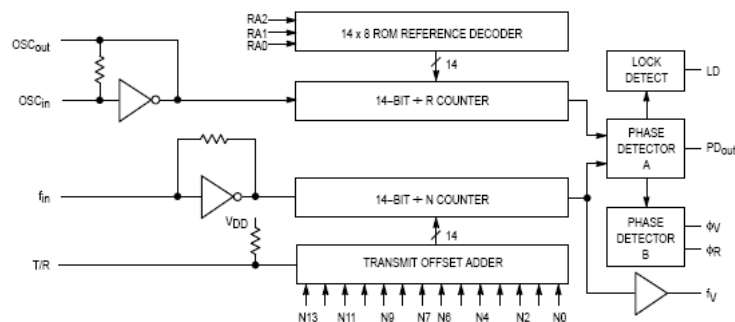 RA2
RA1
RA0
14 x 8 ROM REFERENCE DECODER
OSCout
14
LOCK
DETECT
LD
OSCin
14–BIT ÷ R COUNTER
PHASE
DETECTOR
A
PDout
fin
14–BIT ÷ N COUNTER
VDD
14
PHASE
DETECTOR
B
ϕV
ϕR
T/R
TRANSMIT OFFSET ADDER
fV
N13 N11 N9 N7 N6 N4 N2 N0